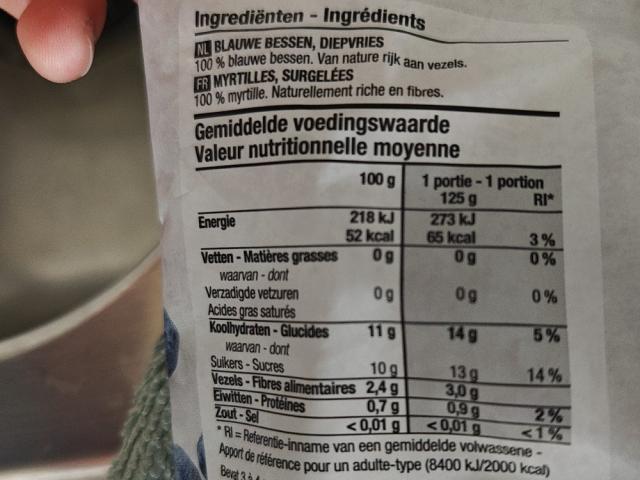 Ingrediënten - Ingrédients
NL BLAUWE BESSEN, DIEPVRIES
100 % blauwe bessen. Van nature rijk aan vezels.
FR MYRTILLES, SURGELÉES
100 % myrtille. Naturellement riche en fibres.
Gemiddelde voedingswaarde
Valeur nutritionnelle moyenne
100 g 1 portie - 1 portion
125 g RI*
Energie 218 kJ 273 kJ
52 kcal 65 kcal 3 %
Vetten - Matières grasses 0 g 0 g 0 %
waarvan - dont
Verzadigde vetzuren 0 g 0 g 0 %
Acides gras saturés
Koolhydraten - Glucides 11 g 14 g 5 %
waarvan - dont
Suikers - Sucres 10 g 13 g 14 %
Vezels - Fibres alimentaires 2,4 g 3,0 g
Eiwitten - Protéines 0,7 g 0,9 g 2 %
Zout - Sel < 0,01 g < 0,01 g < 1 %
* RI = Referentie-inname van een gemiddelde volwassene -
Apport de référence pour un adulte-type (8400 kJ/2000 kcal)
Bevat 3 à 4